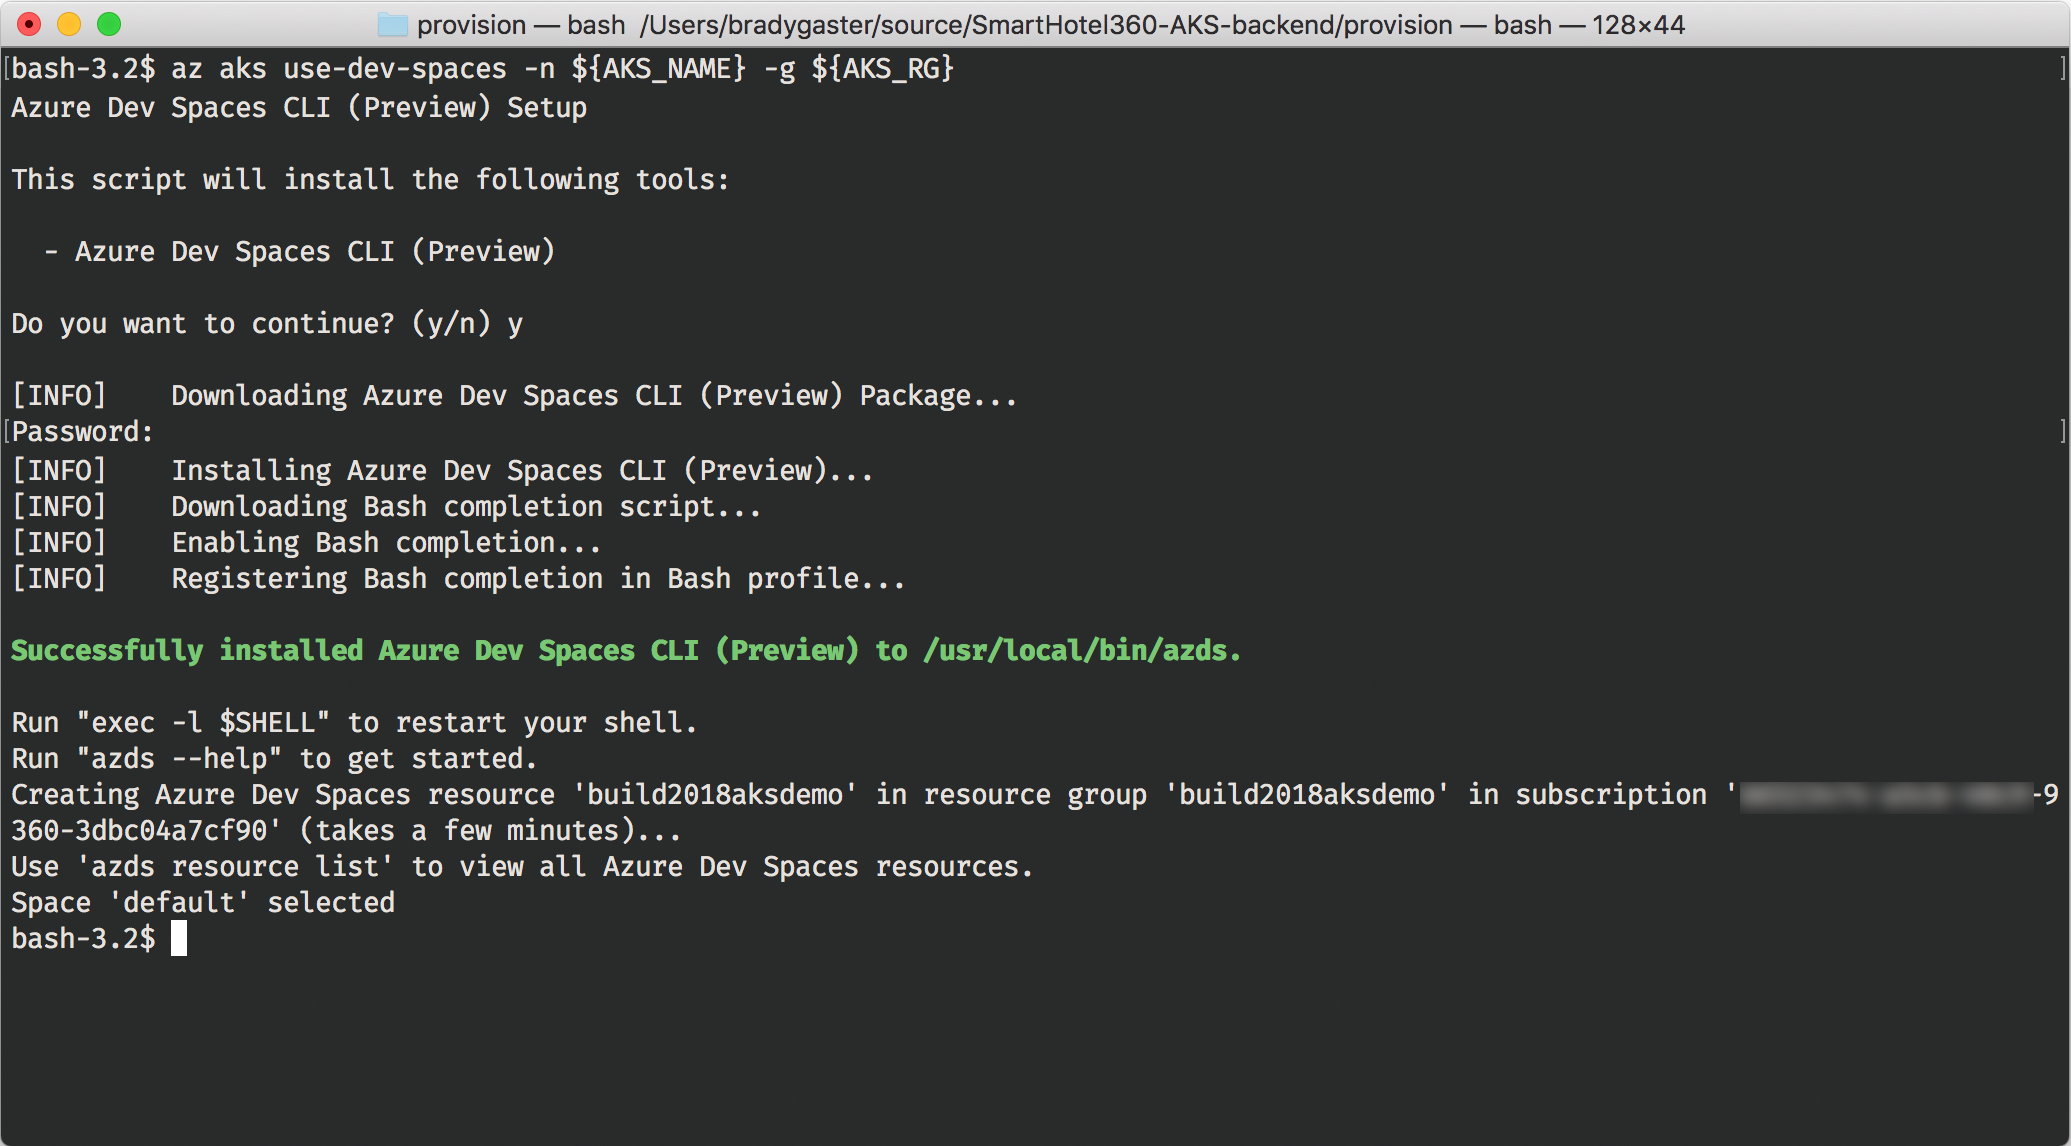 provision — bash  /Users/bradygaster/source/SmartHotel360-AKS-backend/provision — bash — 128×44
[bash-3.2$ az aks use-dev-spaces -n ${AKS_NAME} -g ${AKS_RG} ]
Azure Dev Spaces CLI (Preview) Setup
This script will install the following tools:
- Azure Dev Spaces CLI (Preview)
Do you want to continue? (y/n) y
[INFO]    Downloading Azure Dev Spaces CLI (Preview) Package...
[Password: ]
[INFO]    Installing Azure Dev Spaces CLI (Preview)...
[INFO]    Downloading Bash completion script...
[INFO]    Enabling Bash completion...
[INFO]    Registering Bash completion in Bash profile...
Successfully installed Azure Dev Spaces CLI (Preview) to /usr/local/bin/azds.
Run "exec -l $SHELL" to restart your shell.
Run "azds --help" to get started.
Creating Azure Dev Spaces resource 'build2018aksdemo' in resource group 'build2018aksdemo' in subscription '-9
360-3dbc04a7cf90' (takes a few minutes)...
Use 'azds resource list' to view all Azure Dev Spaces resources.
Space 'default' selected
bash-3.2$